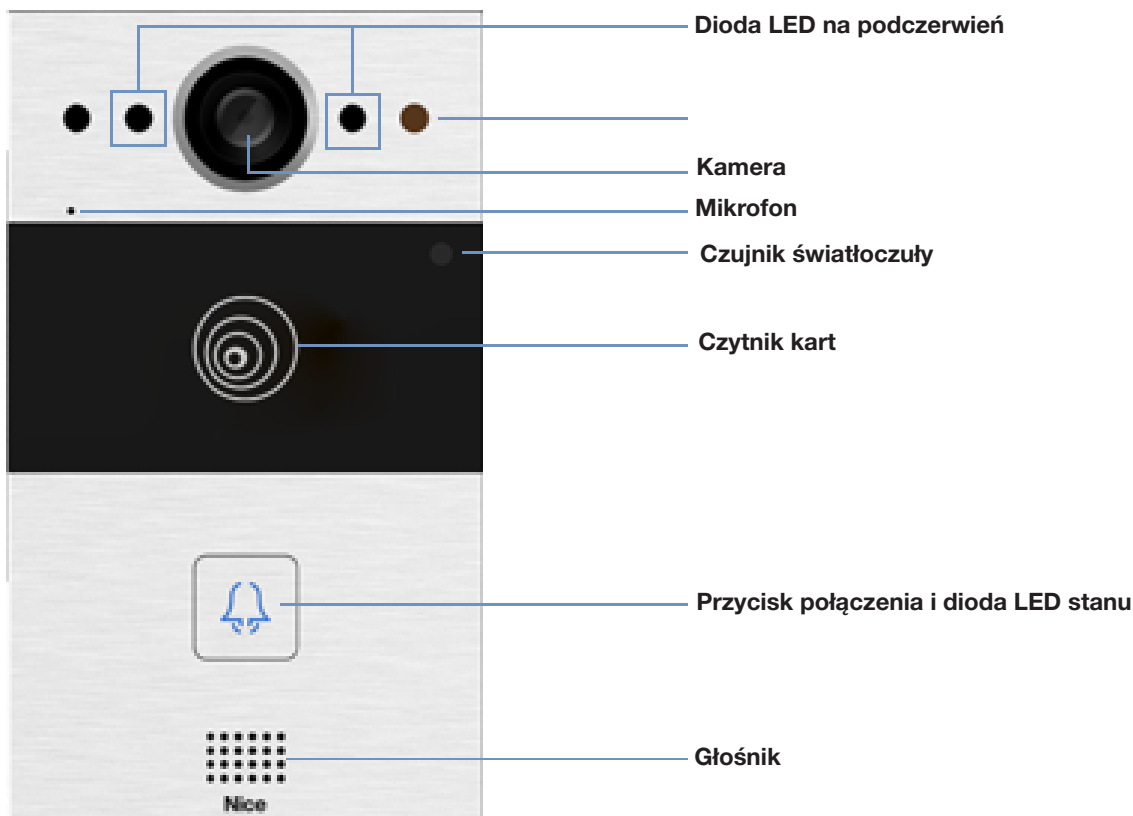 Dioda LED na podczerwień
Kamera
Mikrofon
Czujnik światłoczuły
Czytnik kart
Przycisk połączenia i dioda LED stanu
Głośnik
Nice